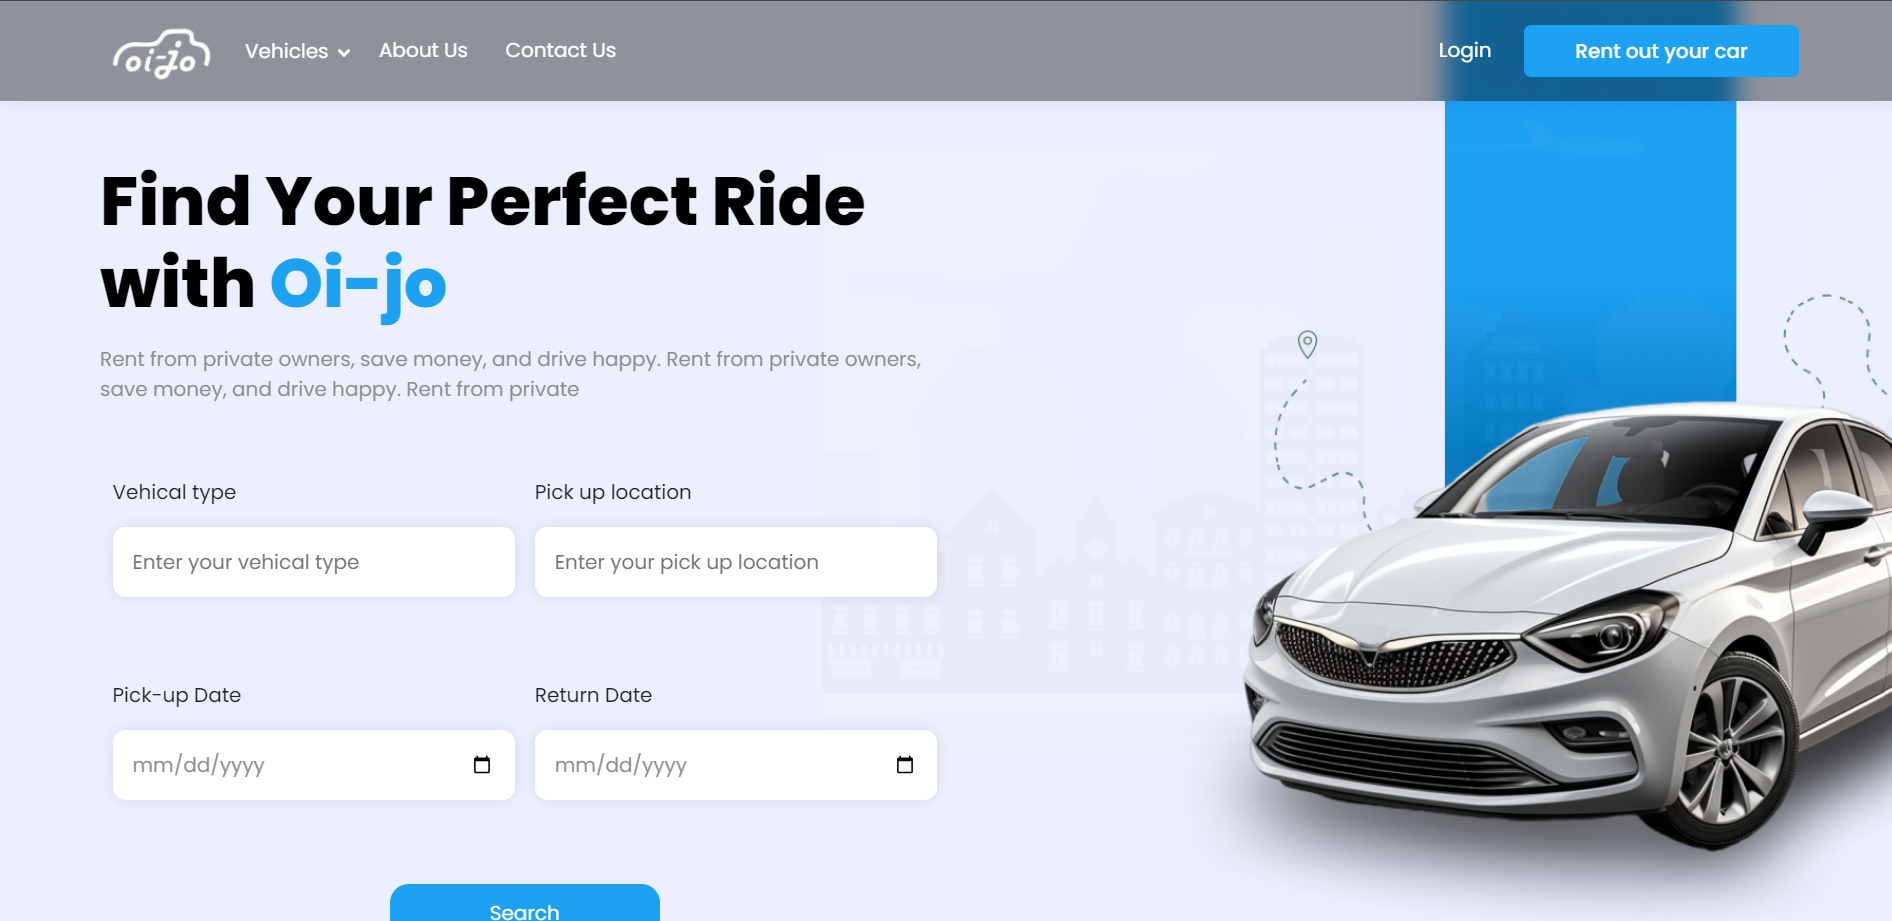 oi-jo
Vehicles
About Us
Contact Us
Login
Rent out your car
Find Your Perfect Ride
with Oi-jo
Rent from private owners, save money, and drive happy. Rent from private owners,
save money, and drive happy. Rent from private
Vehical type
Pick up location
Enter your vehical type
Enter your pick up location
Pick-up Date
Return Date
mm/dd/yyyy
mm/dd/yyyy
Search